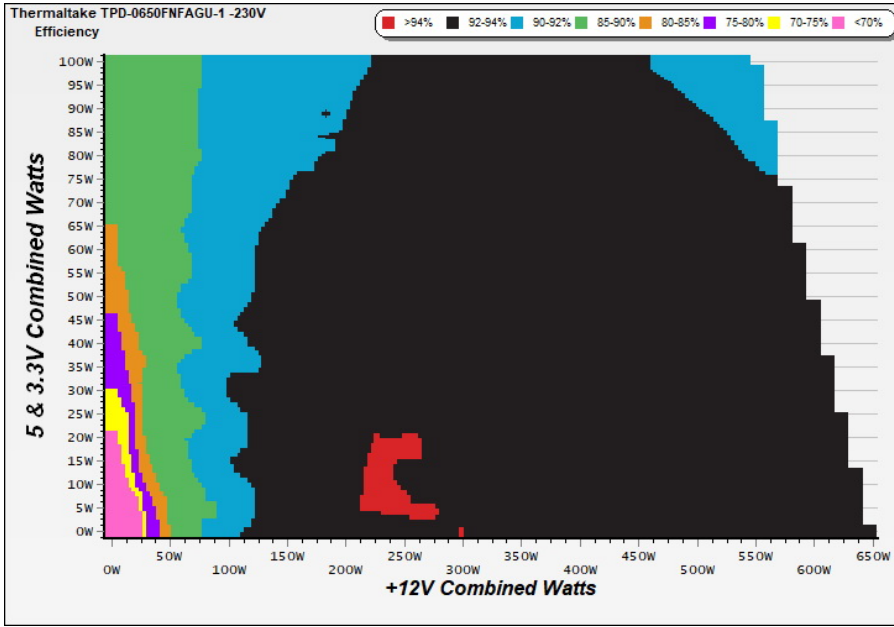 Thermaltake TPD-0650FNFAGU-1 -230V
Efficiency
>94% 92-94% 90-92% 85-90% 80-85% 75-80% 70-75% <70%
5 & 3.3V Combined Watts
100W
95W
90W
85W
80W
75W
70W
65W
60W
55W
50W
45W
40W
35W
30W
25W
20W
15W
10W
5W
0W
0W 50W 100W 150W 200W 250W 300W 350W 400W 450W 500W 550W 600W 650W
+12V Combined Watts